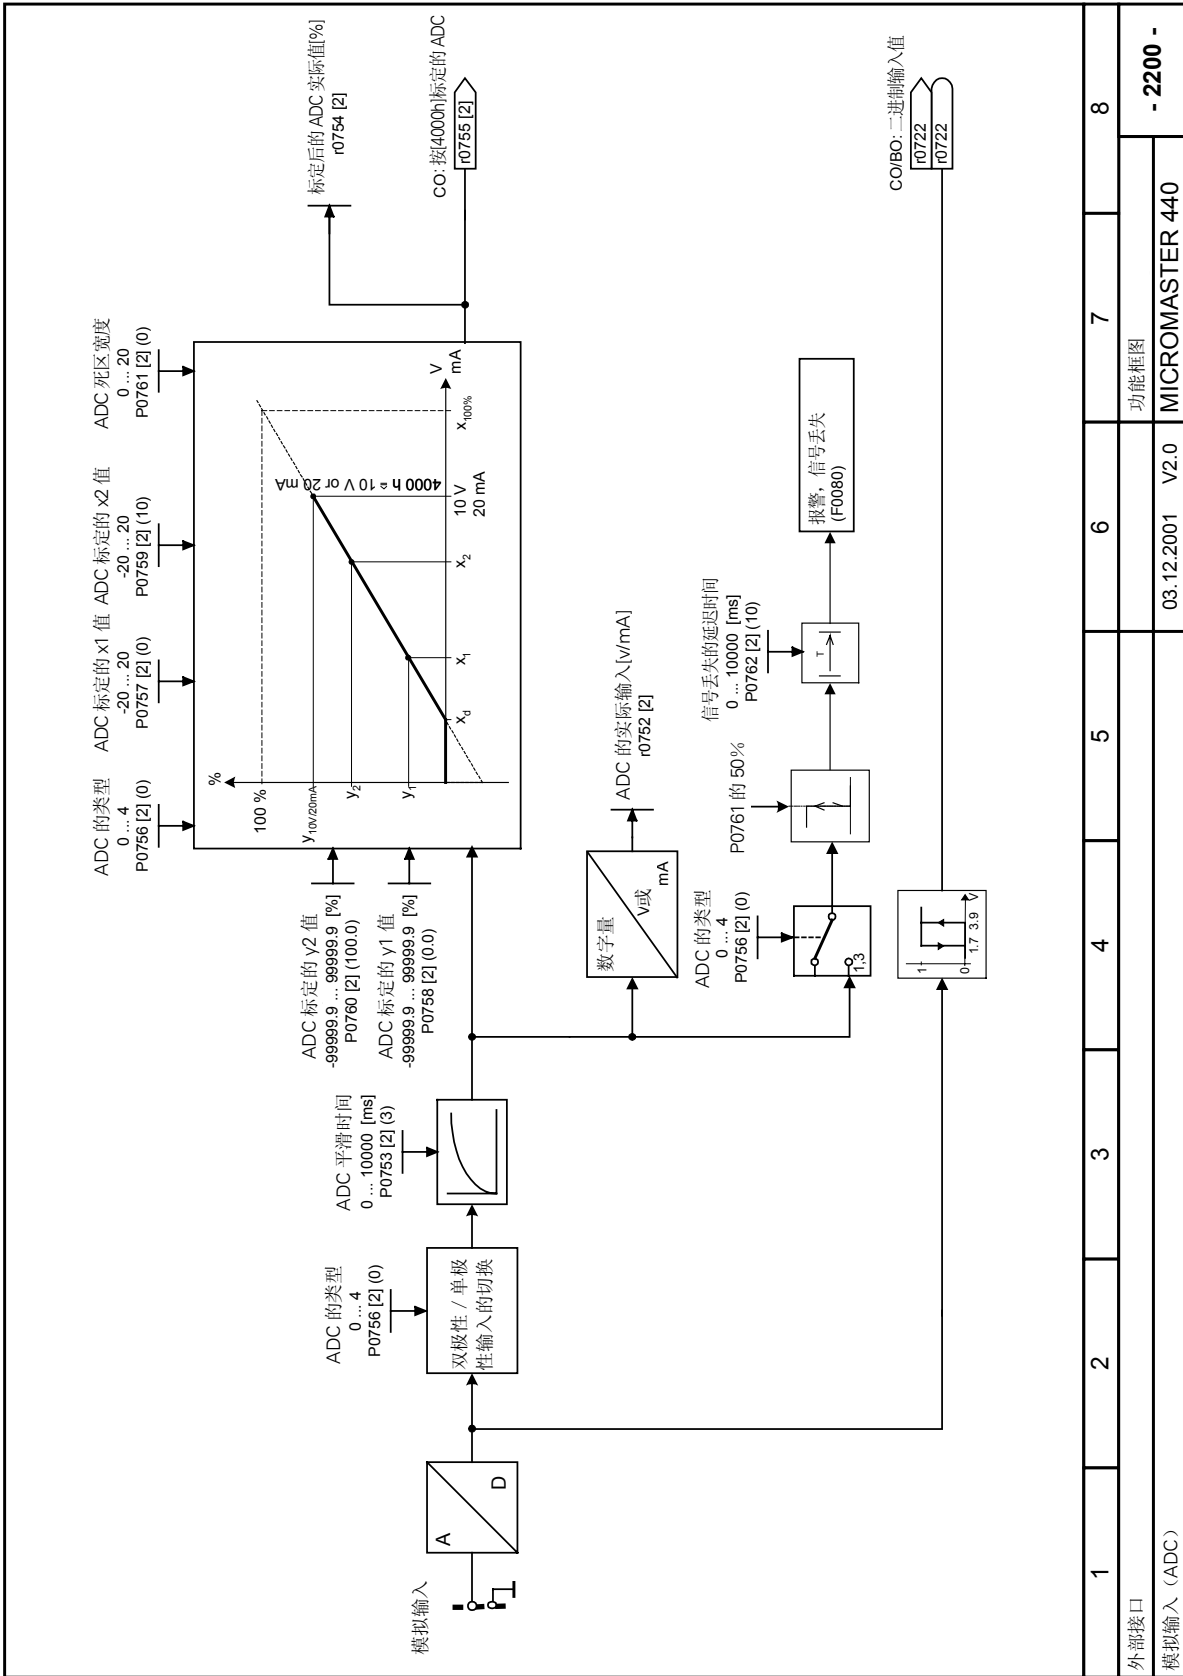 模拟输入
A
D
ADC 的类型
0 ... 4
P0756 [2] (0)
双极性 / 单极
性输入的切换
ADC 平滑时间
0 ... 10000 [ms]
P0753 [2] (3)
ADC 标定的 y2 值
-99999.9 ... 99999.9 [%]
P0760 [2] (100.0)
ADC 标定的 y1 值
-99999.9 ... 99999.9 [%]
P0758 [2] (0.0)
ADC 的类型
0 ... 4
P0756 [2] (0)
ADC 标定的 x1 值
-20 ... 20
P0757 [2] (0)
ADC 标定的 x2 值
-20 ... 20
P0759 [2] (10)
ADC 死区宽度
0 ... 20
P0761 [2] (0)
%
100 %
y10V/20mA
y2
y1
xd
x1
x2
10 V
20 mA
x100%
V
mA
4000 h ≙ 10 V or 20 mA
标定后的 ADC 实际值[%]
r0754 [2]
CO: 按[4000h]标定的 ADC
r0755 [2]
数字量
V或
mA
ADC 的实际输入[v/mA]
r0752 [2]
ADC 的类型
0 ... 4
P0756 [2] (0)
1,3
P0761 的 50%
信号丢失的延迟时间
0 ... 10000 [ms]
P0762 [2] (10)
T
报警，信号丢失
(F0080)
1
0
1.7 3.9 V
CO/BO: 二进制输入值
r0722
r0722
1 2 3 4 5 6 7 8
外部接口
功能框图
- 2200 -
模拟输入（ADC）
03.12.2001 V2.0
MICROMASTER 440